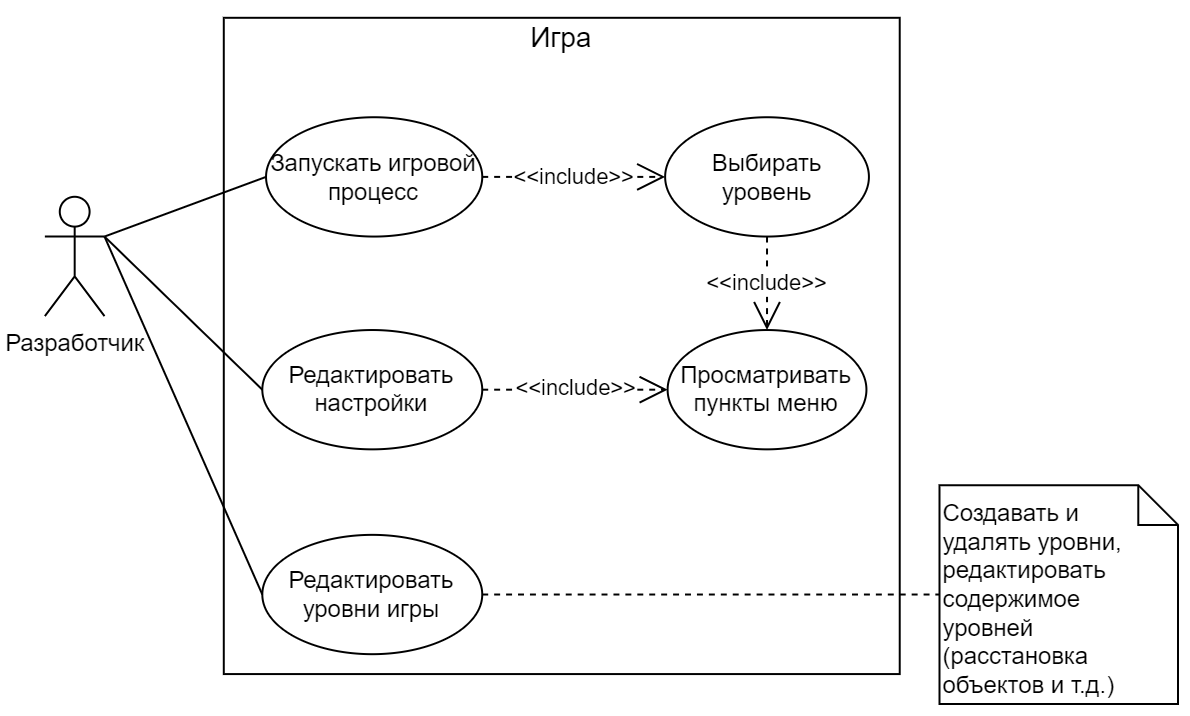 Игра
Запускать игровой
процесс
<<include>>
Выбирать
уровень
<<include>>
Разработчик
Редактировать
настройки
<<include>>
Просматривать
пункты меню
Редактировать
уровни игры
Создавать и
удалять уровни,
редактировать
содержимое
уровней
(расстановка
объектов и т.д.)